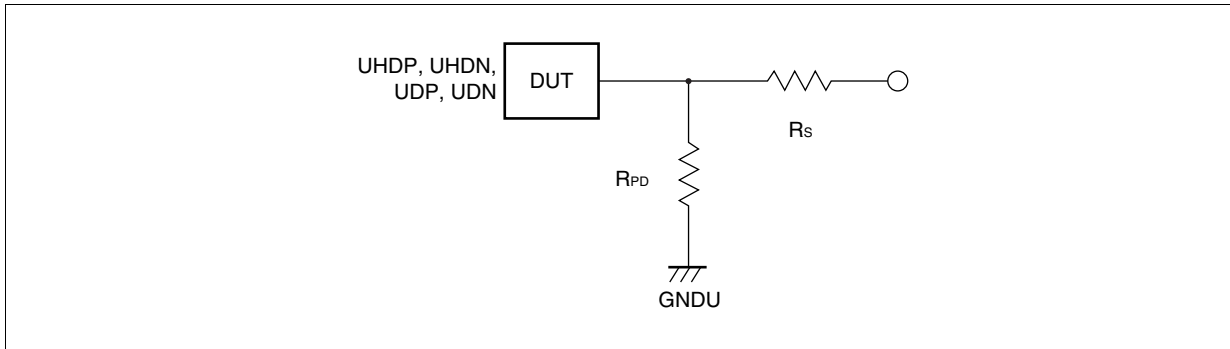 UHDP, UHDN,
UDP, UDN
DUT
RS
RPD
GNDU